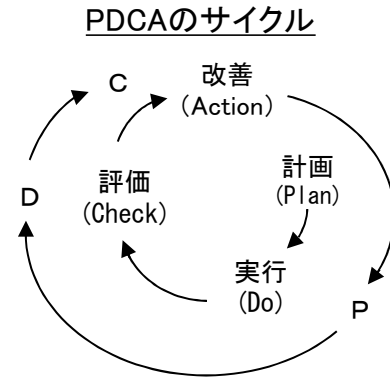 PDCAのサイクル
計画
(Plan)
実行
(Do)
評価
(Check)
改善
(Action)
P
D
C